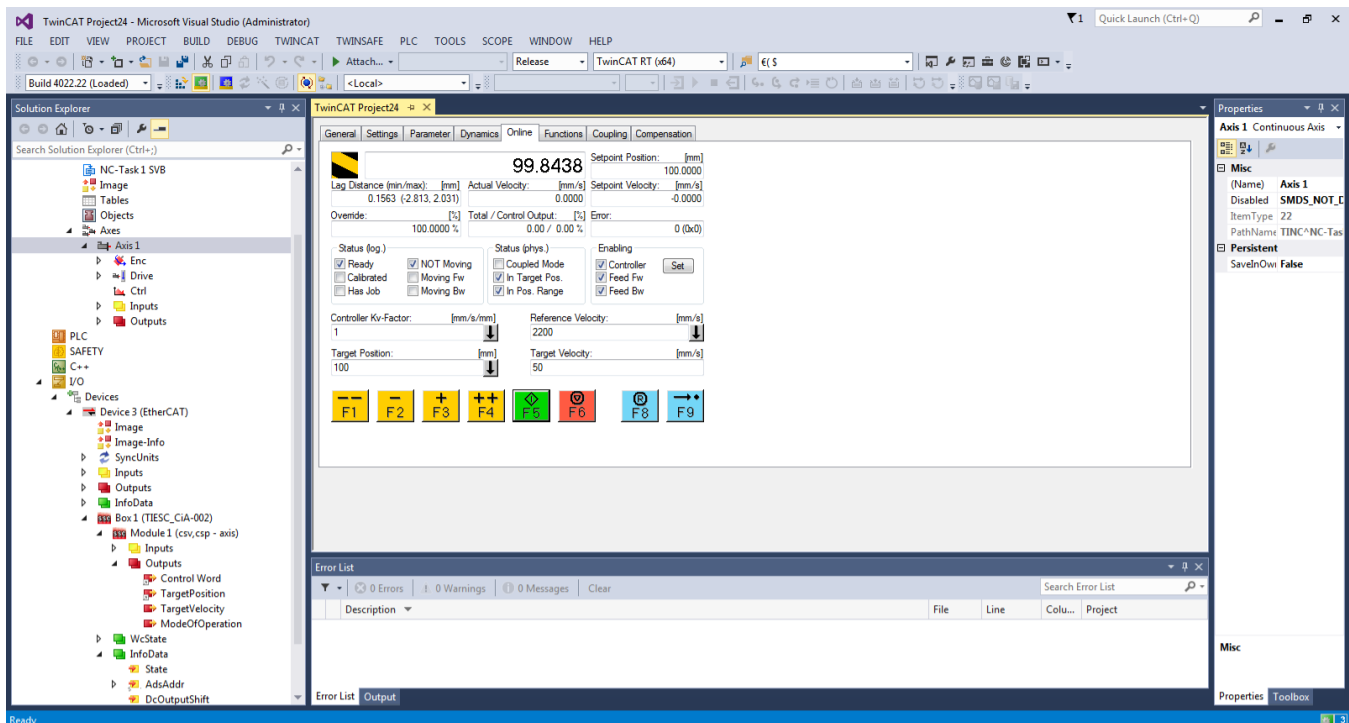 TwinCAT Project24 - Microsoft Visual Studio (Administrator)
1
Quick Launch (Ctrl+Q)
FILE EDIT VIEW PROJECT BUILD DEBUG TWINCAT TWINSAFE PLC TOOLS SCOPE WINDOW HELP
Attach... Release TwinCAT RT (x64) €($
Build 4022.22 (Loaded) <Local>
Solution Explorer
Search Solution Explorer (Ctrl+;)
NC-Task 1 SVB
Image
Tables
Objects
Axes
Axis 1
Enc
Drive
Ctrl
Inputs
Outputs
PLC
SAFETY
C++
I/O
Devices
Device 3 (EtherCAT)
Image
Image-Info
SyncUnits
Inputs
Outputs
InfoData
Box 1 (TIESC_CiA-002)
Module 1 (csv,csp - axis)
Inputs
Outputs
Control Word
TargetPosition
TargetVelocity
ModeOfOperation
WcState
InfoData
State
AdsAddr
DcOutputShift
TwinCAT Project24
General Settings Parameter Dynamics Online Functions Coupling Compensation
99.8438
Setpoint Position: [mm]
100.0000
Lag Distance (min/max): [mm] Actual Velocity: [mm/s] Setpoint Velocity: [mm/s]
0.1563 (-2.813, 2.031) 0.0000 -0.0000
Override: [%] Total / Control Output: [%] Error:
100.0000 % 0.00 / 0.00 % 0 (0x0)
Status (log.) Status (phys.) Enabling
Ready NOT Moving Coupled Mode Controller Set
Calibrated Moving Fw In Target Pos. Feed Fw
Has Job Moving Bw In Pos. Range Feed Bw
Controller Kv-Factor: [mm/s/mm] Reference Velocity: [mm/s]
1 2200
Target Position: [mm] Target Velocity: [mm/s]
100 50
F1 F2 F3 F4 F5 F6 F8 F9
Error List
0 Errors 0 Warnings 0 Messages Clear
Search Error List
Description File Line Colu... Project
Error List Output
Properties
Axis 1 Continuous Axis
Misc
(Name) Axis 1
Disabled SMDS_NOT_D
ItemType 22
PathName TINC^NC-Tas
Persistent
SaveInOwn False
Misc
Properties Toolbox
Ready
3